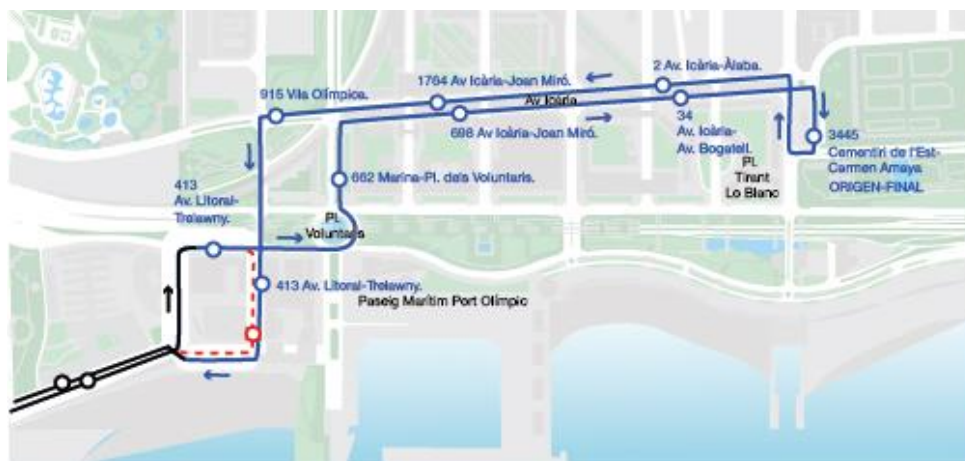 2 Av. Icària-Àlaba.
1764 Av Icària-Joan Miró.
915 Vila Olímpica.
Av Icària
698 Av Icària-Joan Miró.
34
Av. Icària-
Av. Bogatell.
3445
Cementiri de l'Est-
Carmen Amaya
ORIGEN-FINAL
Pl.
Tirant
Lo Blanc
662 Marina-Pl. dels Voluntaris.
413
Av. Litoral-
Trelawny.
Pl.
Voluntaris
413 Av. Litoral-Trelawny.
Paseig Marítim Port Olímpic